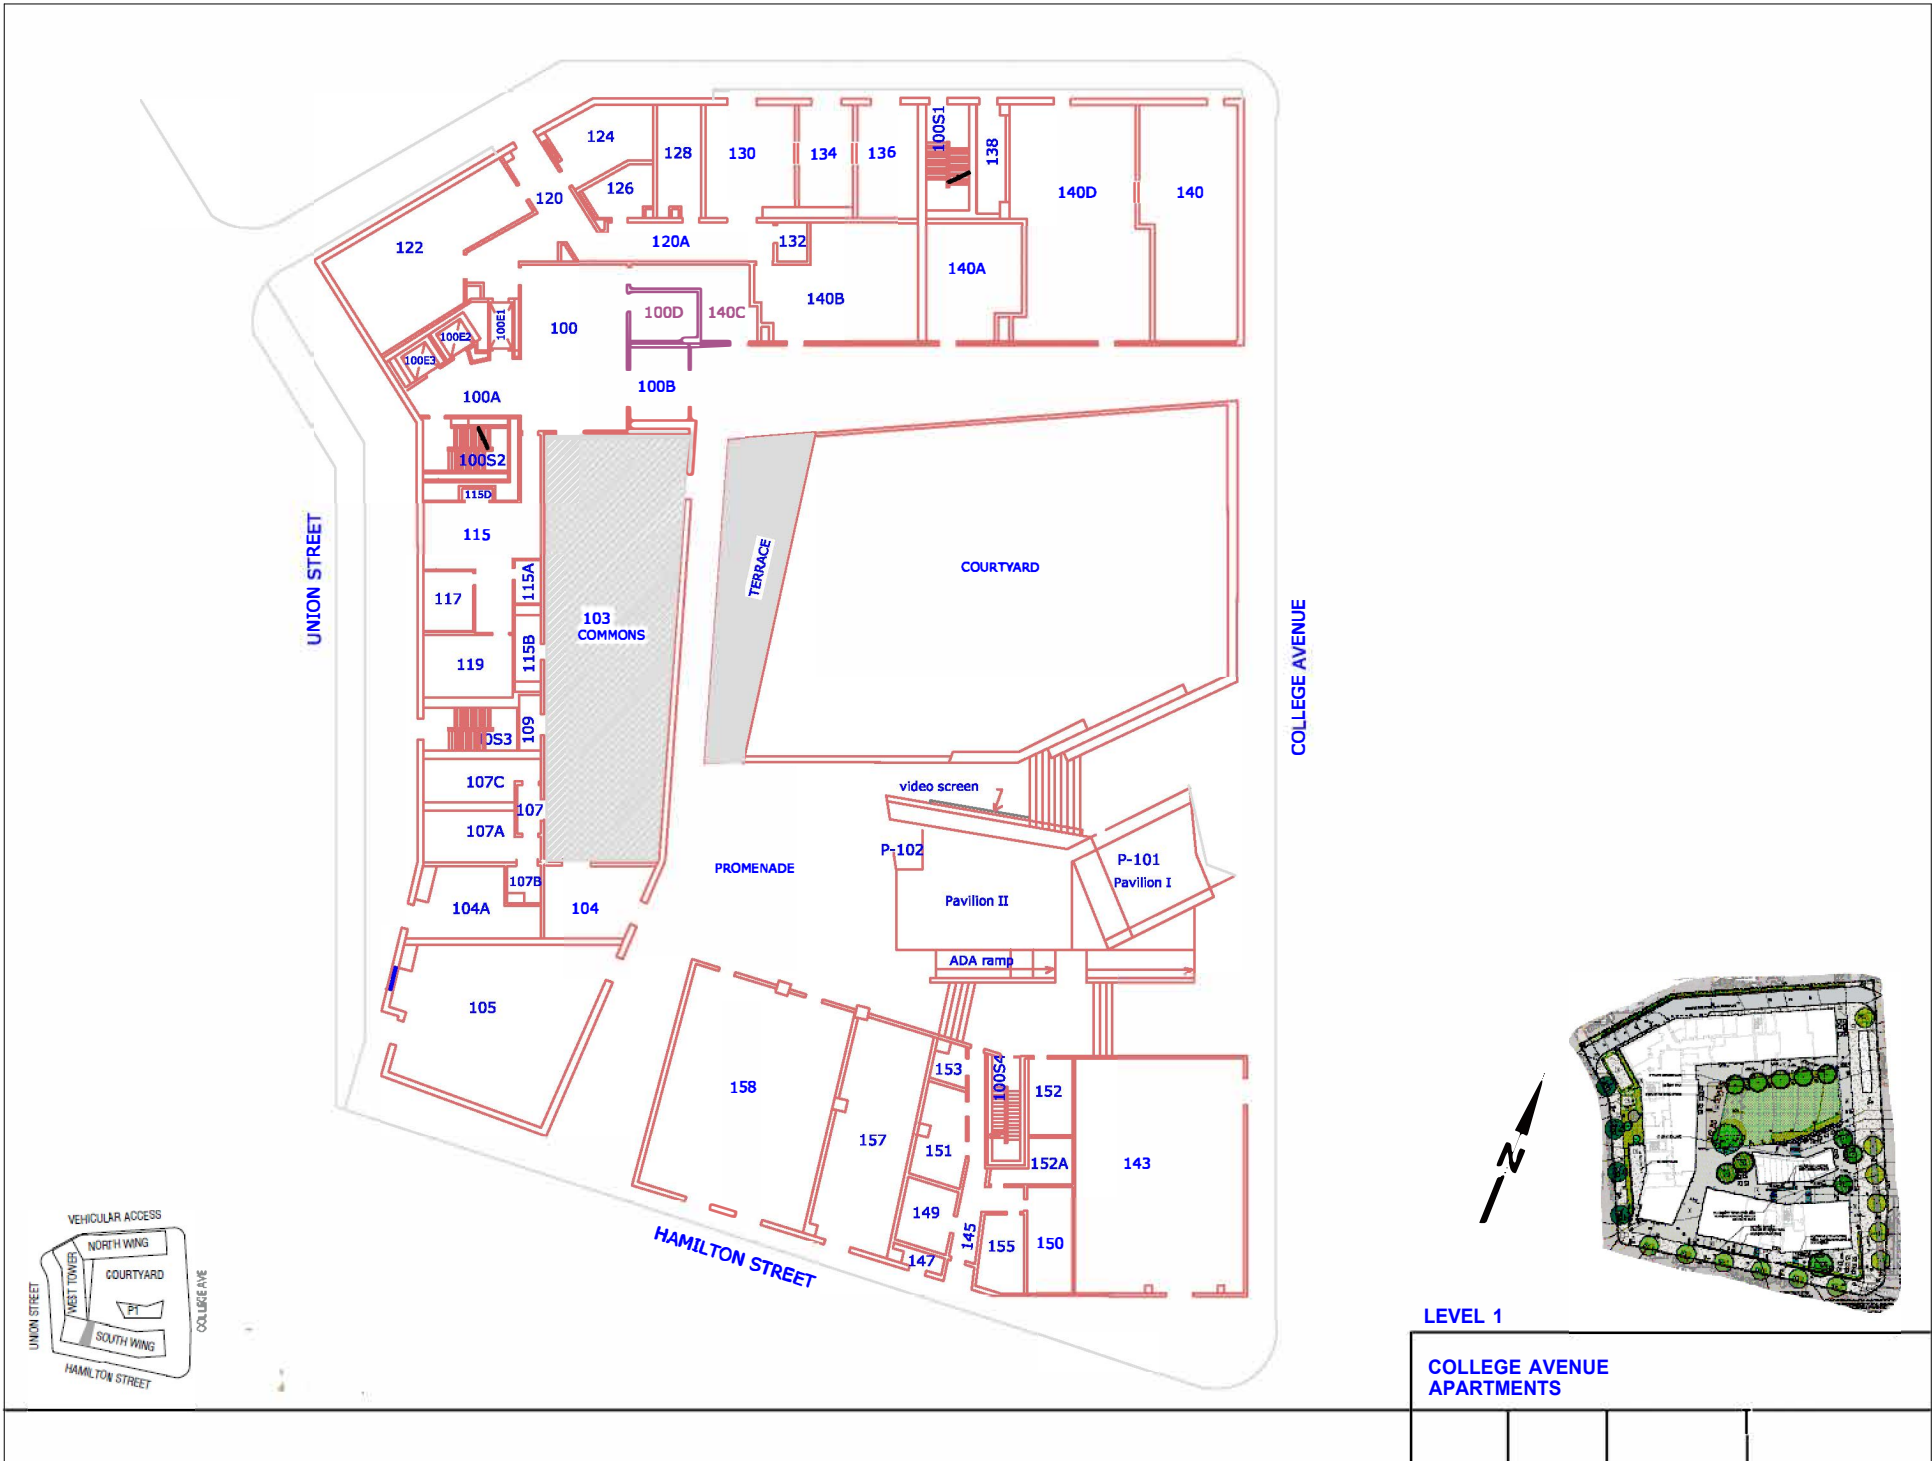 124
128
130
134
136
100S1
138
140D
140
126
120
122
120A
132
140A
140B
100D
140C
100
100E1
100E2
100E3
100B
100A
100S2
115D
115
115A
117
103
COMMONS
115B
119
109
0S3
107C
107
107A
107B
104A
104
105
UNION STREET
TERRACE
COURTYARD
COLLEGE AVENUE
video screen
P-102
P-101
Pavilion I
Pavilion II
PROMENADE
ADA ramp
158
157
153
151
149
147
145
100S4
152
152A
155
150
143
HAMILTON STREET
N
VEHICULAR ACCESS
NORTH WING
WEST TOWER
COURTYARD
P1
SOUTH WING
UNION STREET
COLLEGE AVE
HAMILTON STREET
LEVEL 1
COLLEGE AVENUE
APARTMENTS